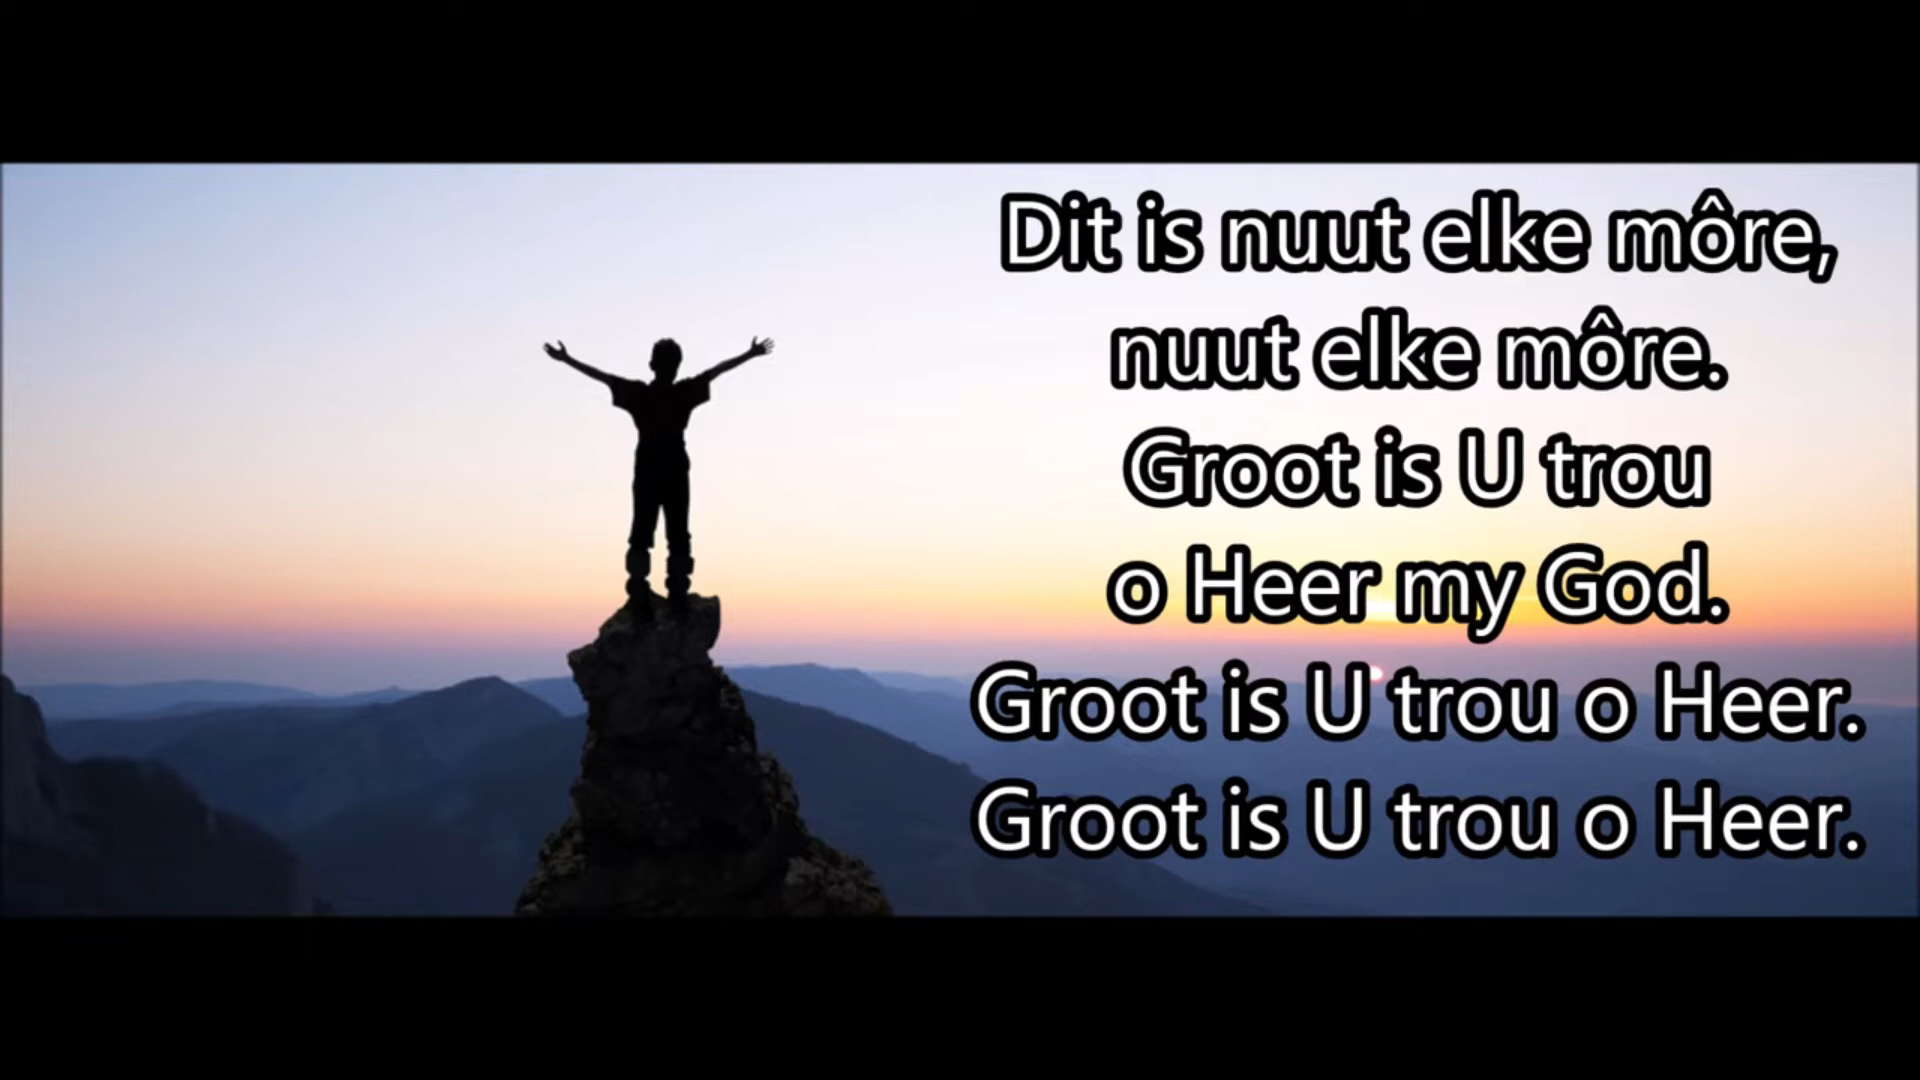 Dit is nuut elke môre,
nuut elke môre.
Groot is U trou
o Heer my God.
Groot is U trou o Heer.
Groot is U trou o Heer.